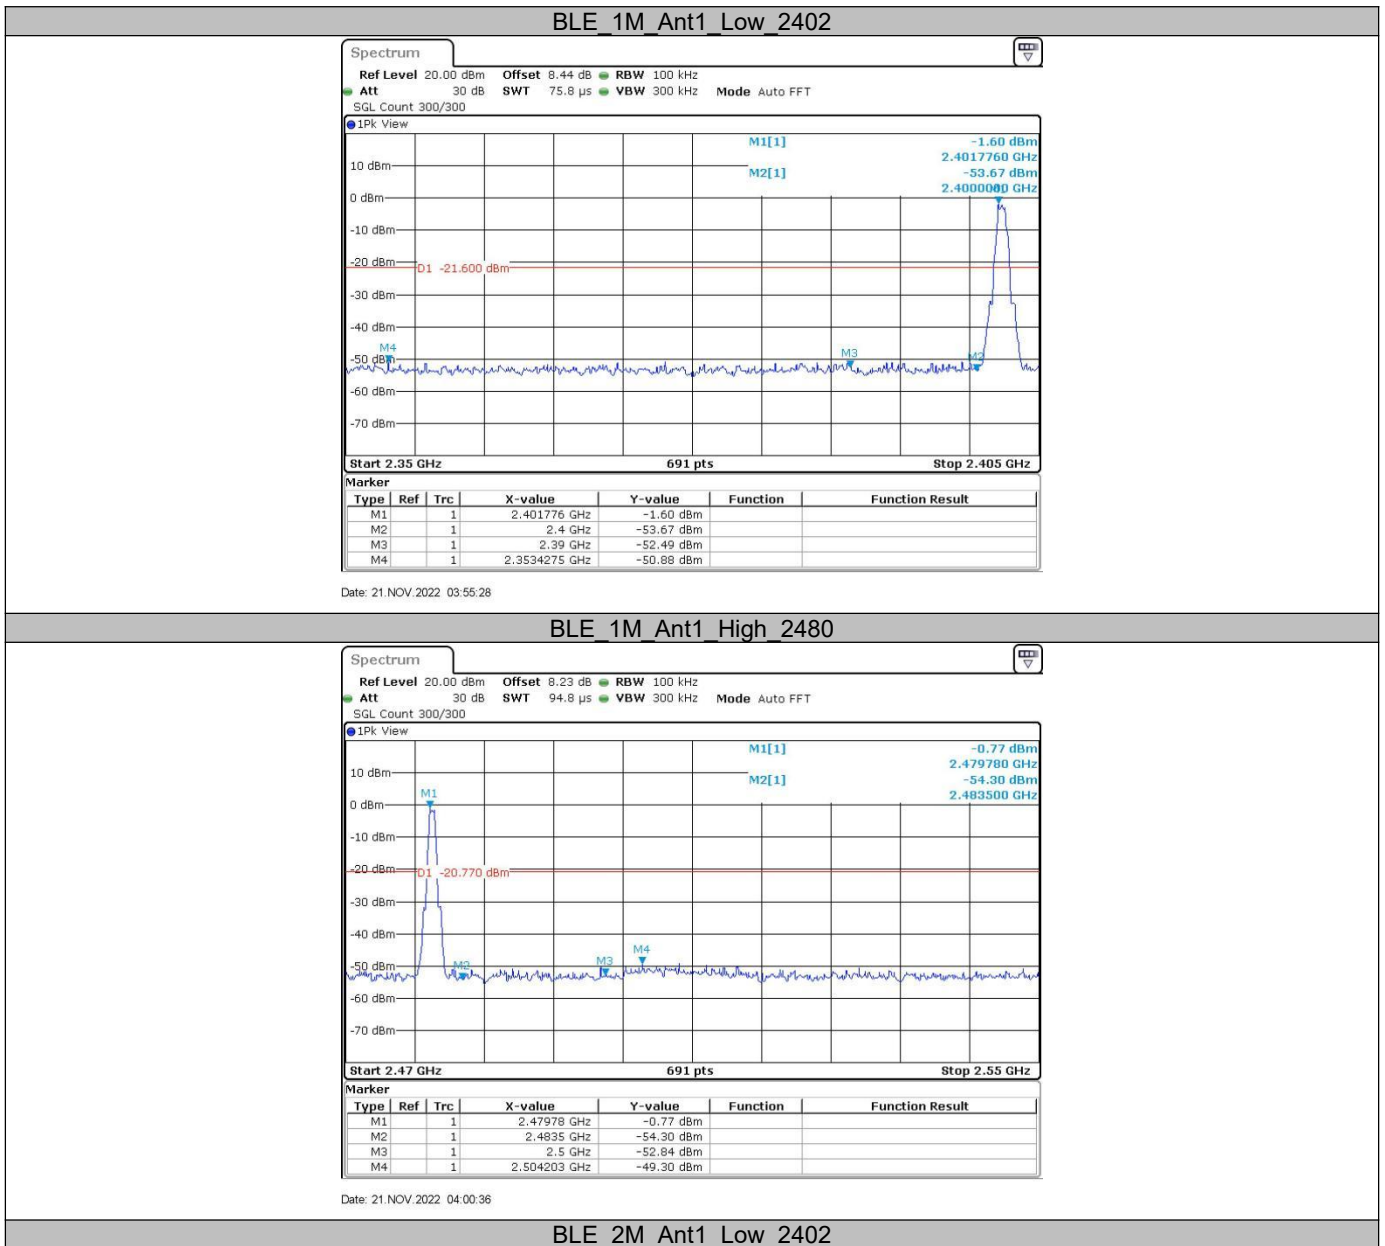 BLE_1M_Ant1_Low_2402
Spectrum
Ref Level 20.00 dBm Offset 8.44 dB RBW 100 kHz
Att 30 dB SWT 75.8 µs VBW 300 kHz Mode Auto FFT
SGL Count 300/300
1Pk View
M1[1] -1.60 dBm
2.4017760 GHz
10 dBm
M2[1] -53.67 dBm
2.4000000 GHz
0 dBm
-10 dBm
-20 dBm
D1 -21.600 dBm
-30 dBm
-40 dBm
M4
M3
M2
-50 dBm
-60 dBm
-70 dBm
Start 2.35 GHz 691 pts Stop 2.405 GHz
Marker
Type Ref Trc X-value Y-value Function Function Result
M1 1 2.401776 GHz -1.60 dBm
M2 1 2.4 GHz -53.67 dBm
M3 1 2.39 GHz -52.49 dBm
M4 1 2.3534275 GHz -50.88 dBm
Date: 21.NOV.2022 03:55:28
BLE_1M_Ant1_High_2480
Spectrum
Ref Level 20.00 dBm Offset 8.23 dB RBW 100 kHz
Att 30 dB SWT 94.8 µs VBW 300 kHz Mode Auto FFT
SGL Count 300/300
1Pk View
M1[1] -0.77 dBm
2.479780 GHz
10 dBm
M2[1] -54.30 dBm
2.483500 GHz
M1
0 dBm
-10 dBm
-20 dBm
D1 -20.770 dBm
-30 dBm
-40 dBm
M4
M3
M2
-50 dBm
-60 dBm
-70 dBm
Start 2.47 GHz 691 pts Stop 2.55 GHz
Marker
Type Ref Trc X-value Y-value Function Function Result
M1 1 2.47978 GHz -0.77 dBm
M2 1 2.4835 GHz -54.30 dBm
M3 1 2.5 GHz -52.84 dBm
M4 1 2.504203 GHz -49.30 dBm
Date: 21.NOV.2022 04:00:36
BLE_2M_Ant1_Low_2402